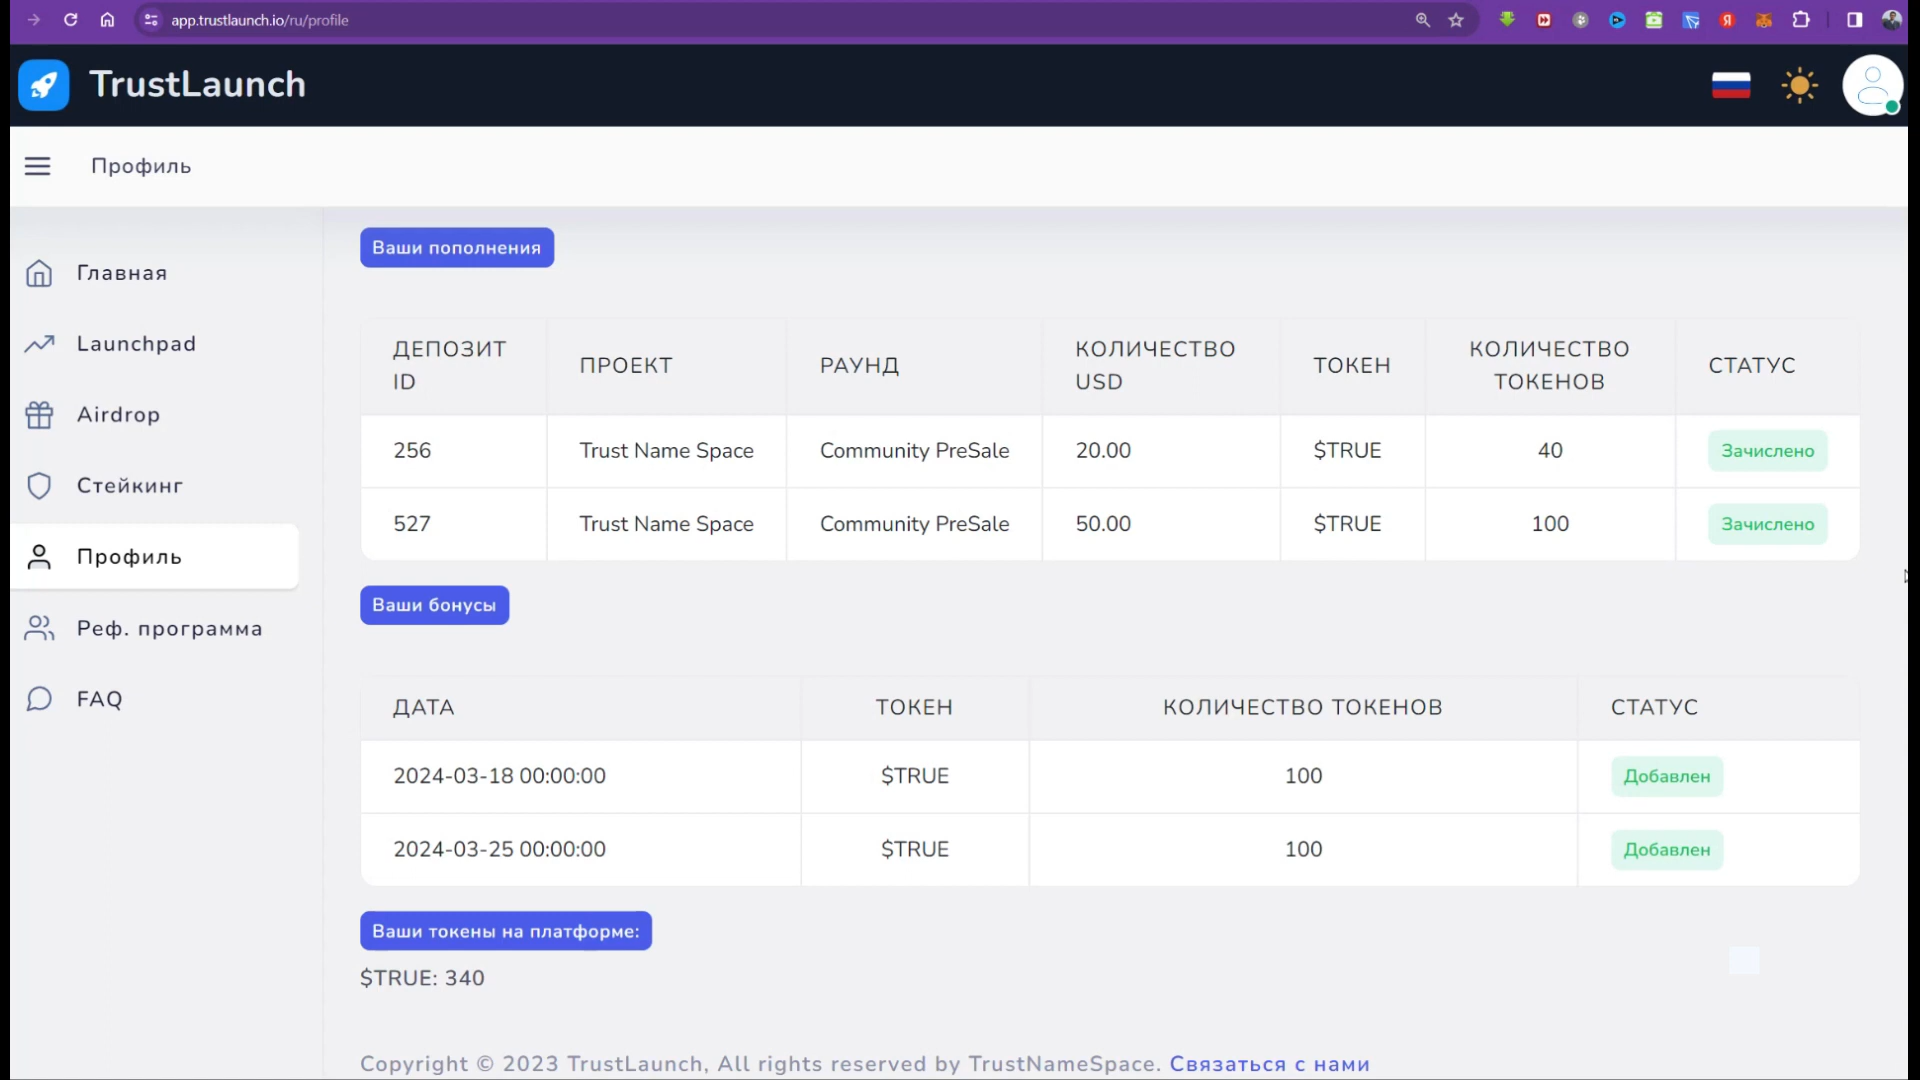 app.trustlaunch.io/ru/profile
TrustLaunch
Профиль
Главная
Launchpad
Airdrop
Стейкинг
Профиль
Реф. программа
FAQ
Ваши пополнения
ДЕПОЗИТ ID ПРОЕКТ РАУНД КОЛИЧЕСТВО USD ТОКЕН КОЛИЧЕСТВО ТОКЕНОВ СТАТУС
256 Trust Name Space Community PreSale 20.00 $TRUE 40 Зачислено
527 Trust Name Space Community PreSale 50.00 $TRUE 100 Зачислено
Ваши бонусы
ДАТА ТОКЕН КОЛИЧЕСТВО ТОКЕНОВ СТАТУС
2024-03-18 00:00:00 $TRUE 100 Добавлен
2024-03-25 00:00:00 $TRUE 100 Добавлен
Ваши токены на платформе:
$TRUE: 340
Copyright © 2023 TrustLaunch, All rights reserved by TrustNameSpace. Связаться с нами